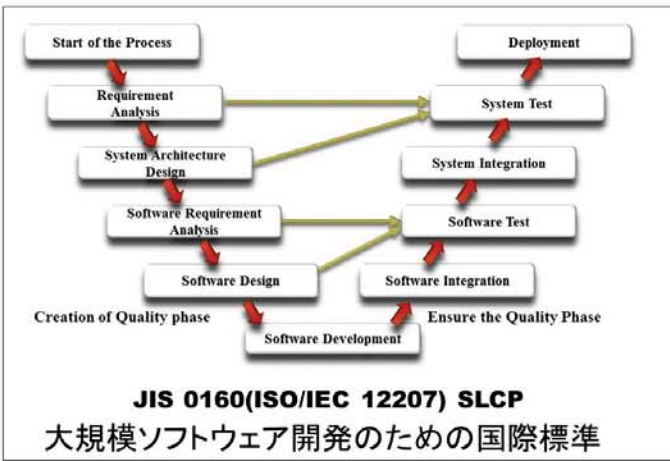 Start of the Process
Deployment
Requirement
Analysis
System Test
System Architecture
Design
System Integration
Software Requirement
Analysis
Software Test
Software Design
Software Integration
Creation of Quality phase
Ensure the Quality Phase
Software Development
JIS 0160(ISO/IEC 12207) SLCP
大規模ソフトウェア開発のための国際標準